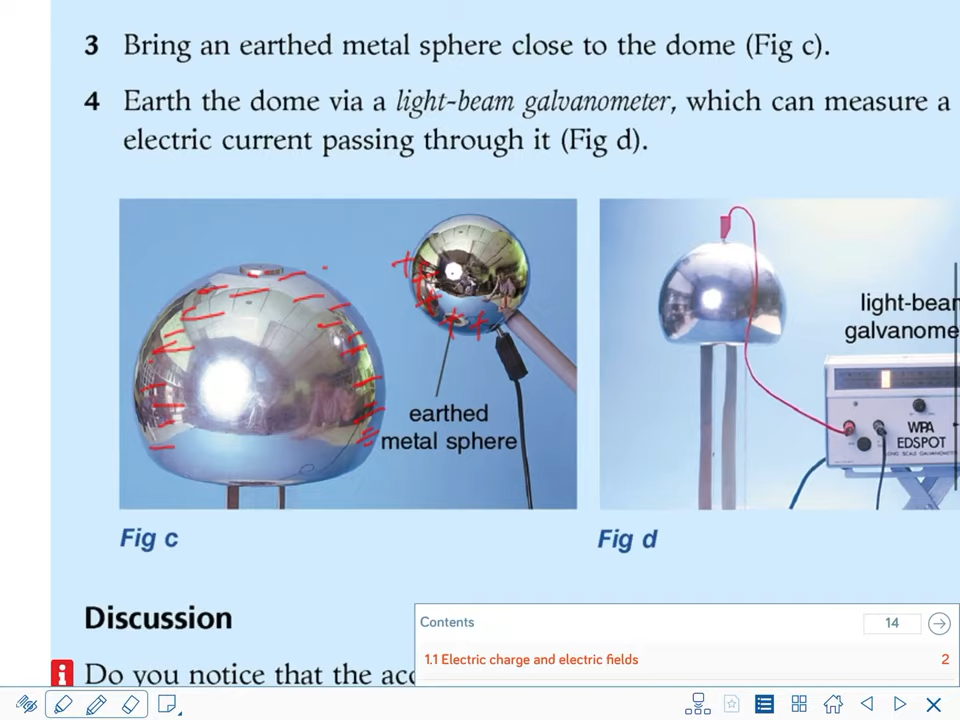 3 Bring an earthed metal sphere close to the dome (Fig c).
4 Earth the dome via a light-beam galvanometer, which can measure a
electric current passing through it (Fig d).
earthed
metal sphere
light-bea
galvanome
WPA
EDSPOT
Fig c
Fig d
Discussion
i Do you notice that the acc
Contents
14
1.1 Electric charge and electric fields 2